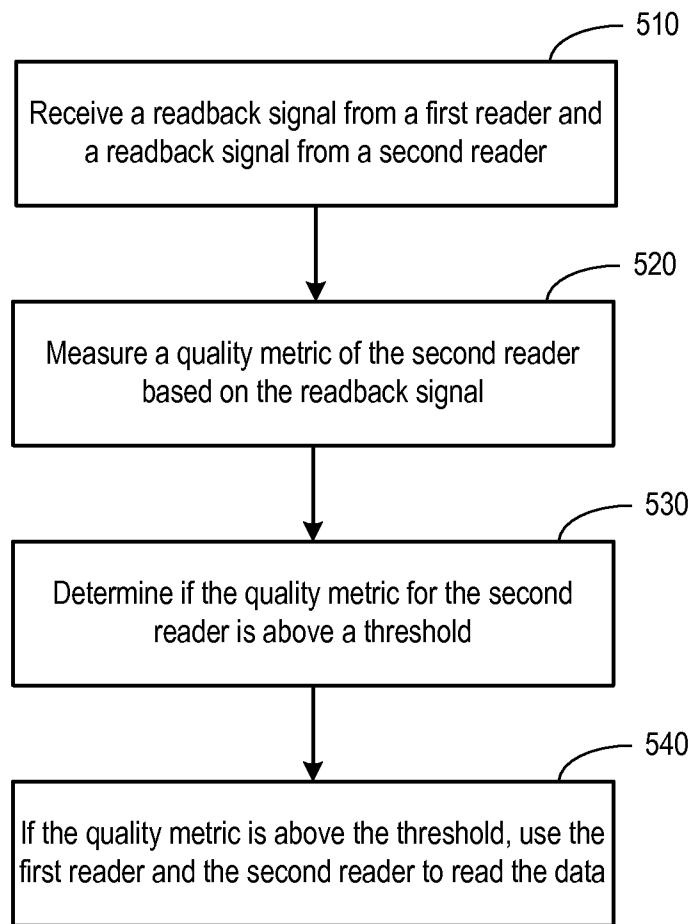 510
Receive a readback signal from a first reader and
a readback signal from a second reader
520
Measure a quality metric of the second reader
based on the readback signal
530
Determine if the quality metric for the second
reader is above a threshold
540
If the quality metric is above the threshold, use the
first reader and the second reader to read the data